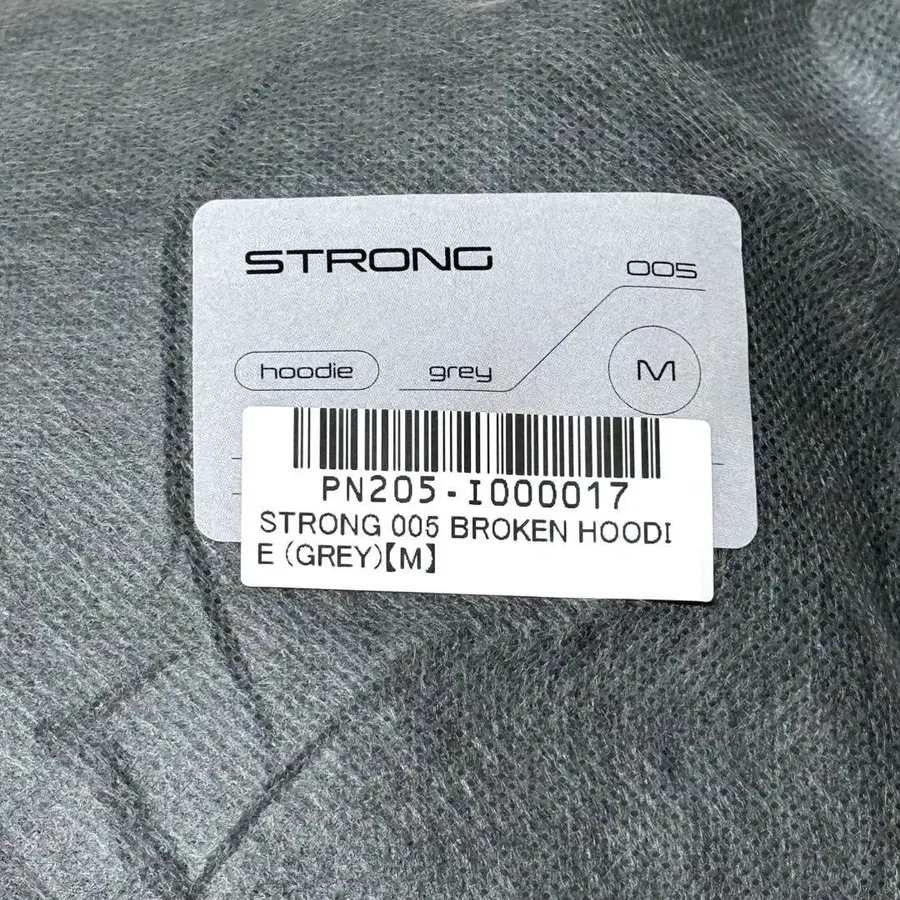 STRONG
005
hoodie grey M
PN205-I000017
STRONG 005 BROKEN HOODI
E (GREY)【M】